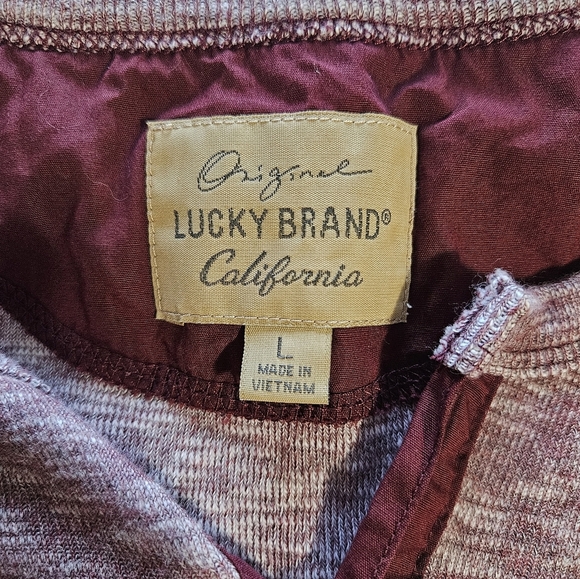 Original
LUCKY BRAND®
California
L
MADE IN
VIETNAM